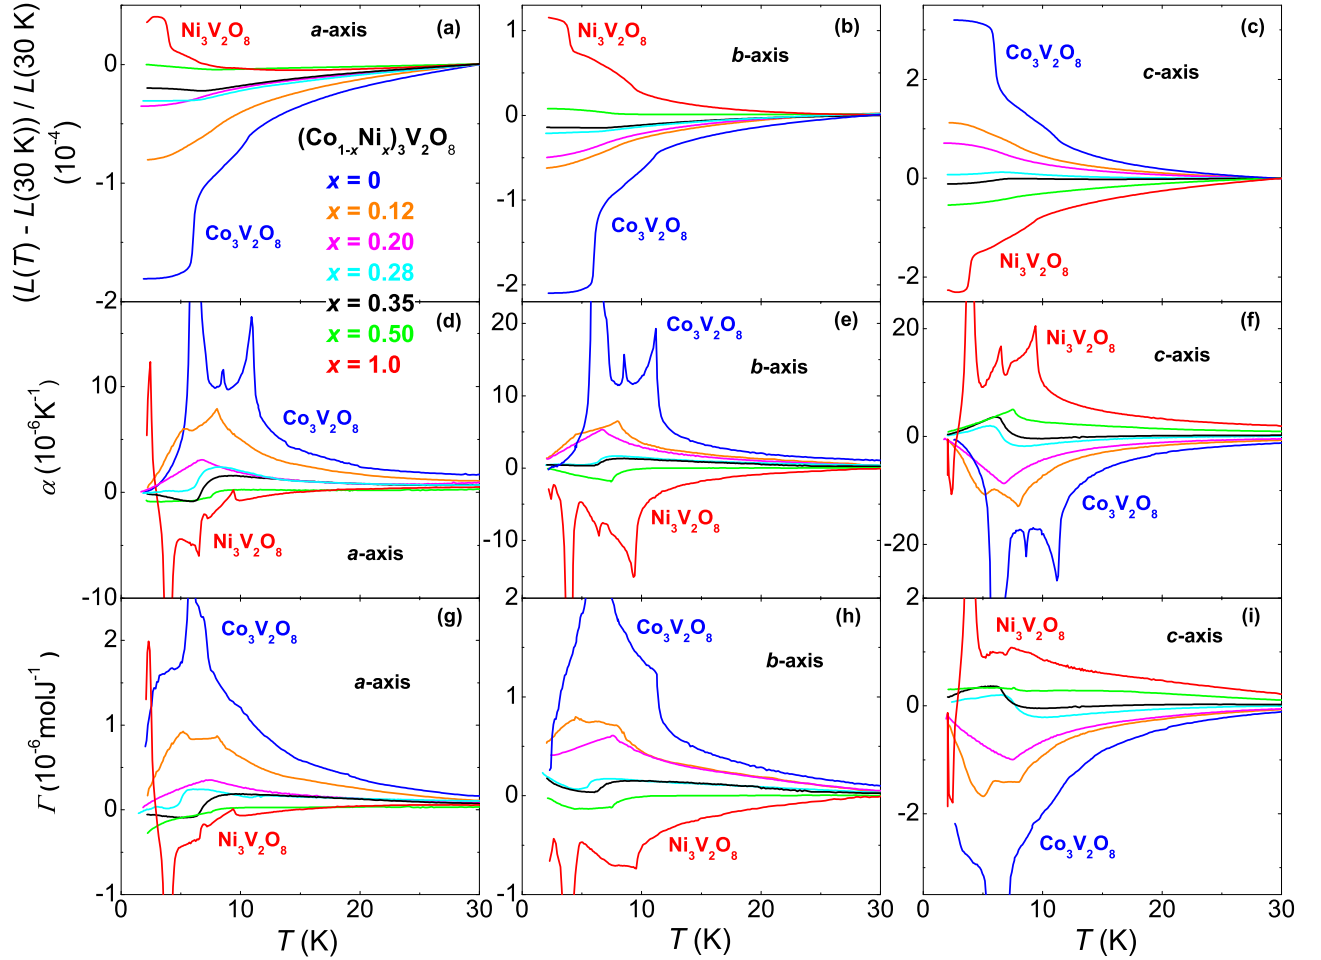 (L(T) - L(30 K)) / L(30 K)
(10⁻⁴)
Ni₃V₂O₈
a-axis
(a)
0
-1
-2
(Co₁₋ₓNiₓ)₃V₂O₈
x = 0
x = 0.12
x = 0.20
x = 0.28
x = 0.35
x = 0.50
x = 1.0
Co₃V₂O₈
1
0
-1
-2
Ni₃V₂O₈
b-axis
(b)
Co₃V₂O₈
2
0
-2
Co₃V₂O₈
c-axis
(c)
Ni₃V₂O₈
α (10⁻⁶K⁻¹)
10
0
-10
(d)
Co₃V₂O₈
Ni₃V₂O₈
a-axis
20
10
0
-10
Co₃V₂O₈
(e)
b-axis
Ni₃V₂O₈
20
0
-20
Ni₃V₂O₈
(f)
c-axis
Co₃V₂O₈
Γ (10⁻⁶molJ⁻¹)
2
1
0
-1
Co₃V₂O₈
(g)
a-axis
Ni₃V₂O₈
2
2
1
0
-1
Co₃V₂O₈
(h)
b-axis
Ni₃V₂O₈
2
0
-2
Ni₃V₂O₈
(i)
c-axis
Co₃V₂O₈
0
10
20
30
T (K)
0
10
20
30
T (K)
0
10
20
30
T (K)